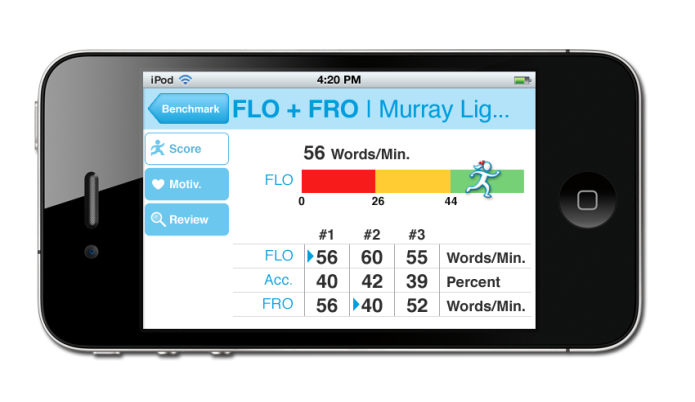 iPod 4:20 PM
Benchmark FLO + FRO | Murray Lig...
Score
Motiv.
Review
56 Words/Min.
FLO
0 26 44
#1 #2 #3
FLO 56 60 55 Words/Min.
Acc. 40 42 39 Percent
FRO 56 40 52 Words/Min.